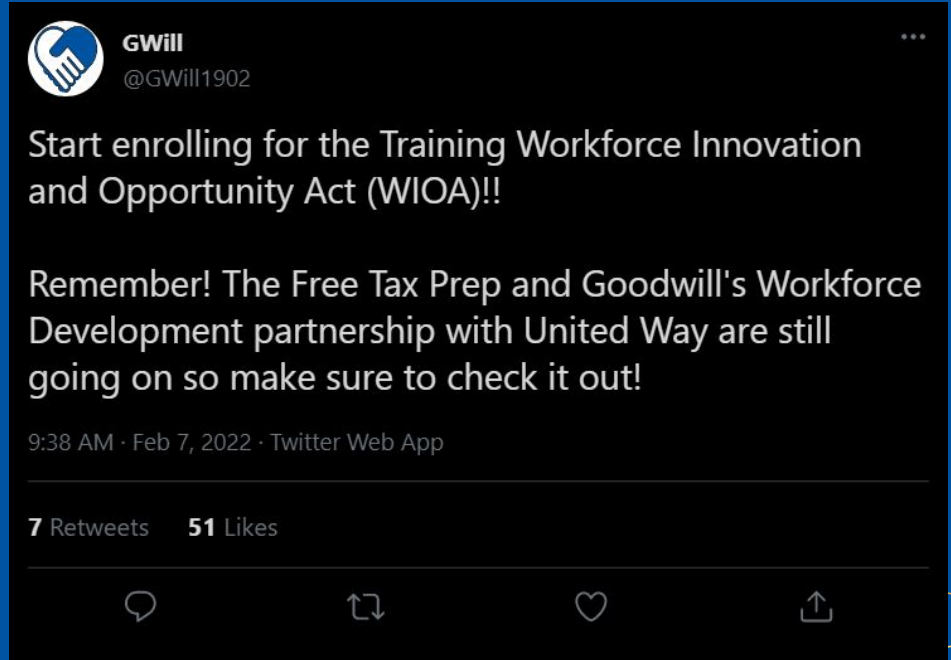 GWill
@GWill1902
Start enrolling for the Training Workforce Innovation
and Opportunity Act (WIOA)!!
Remember! The Free Tax Prep and Goodwill's Workforce
Development partnership with United Way are still
going on so make sure to check it out!
9:38 AM · Feb 7, 2022 · Twitter Web App
7 Retweets 51 Likes